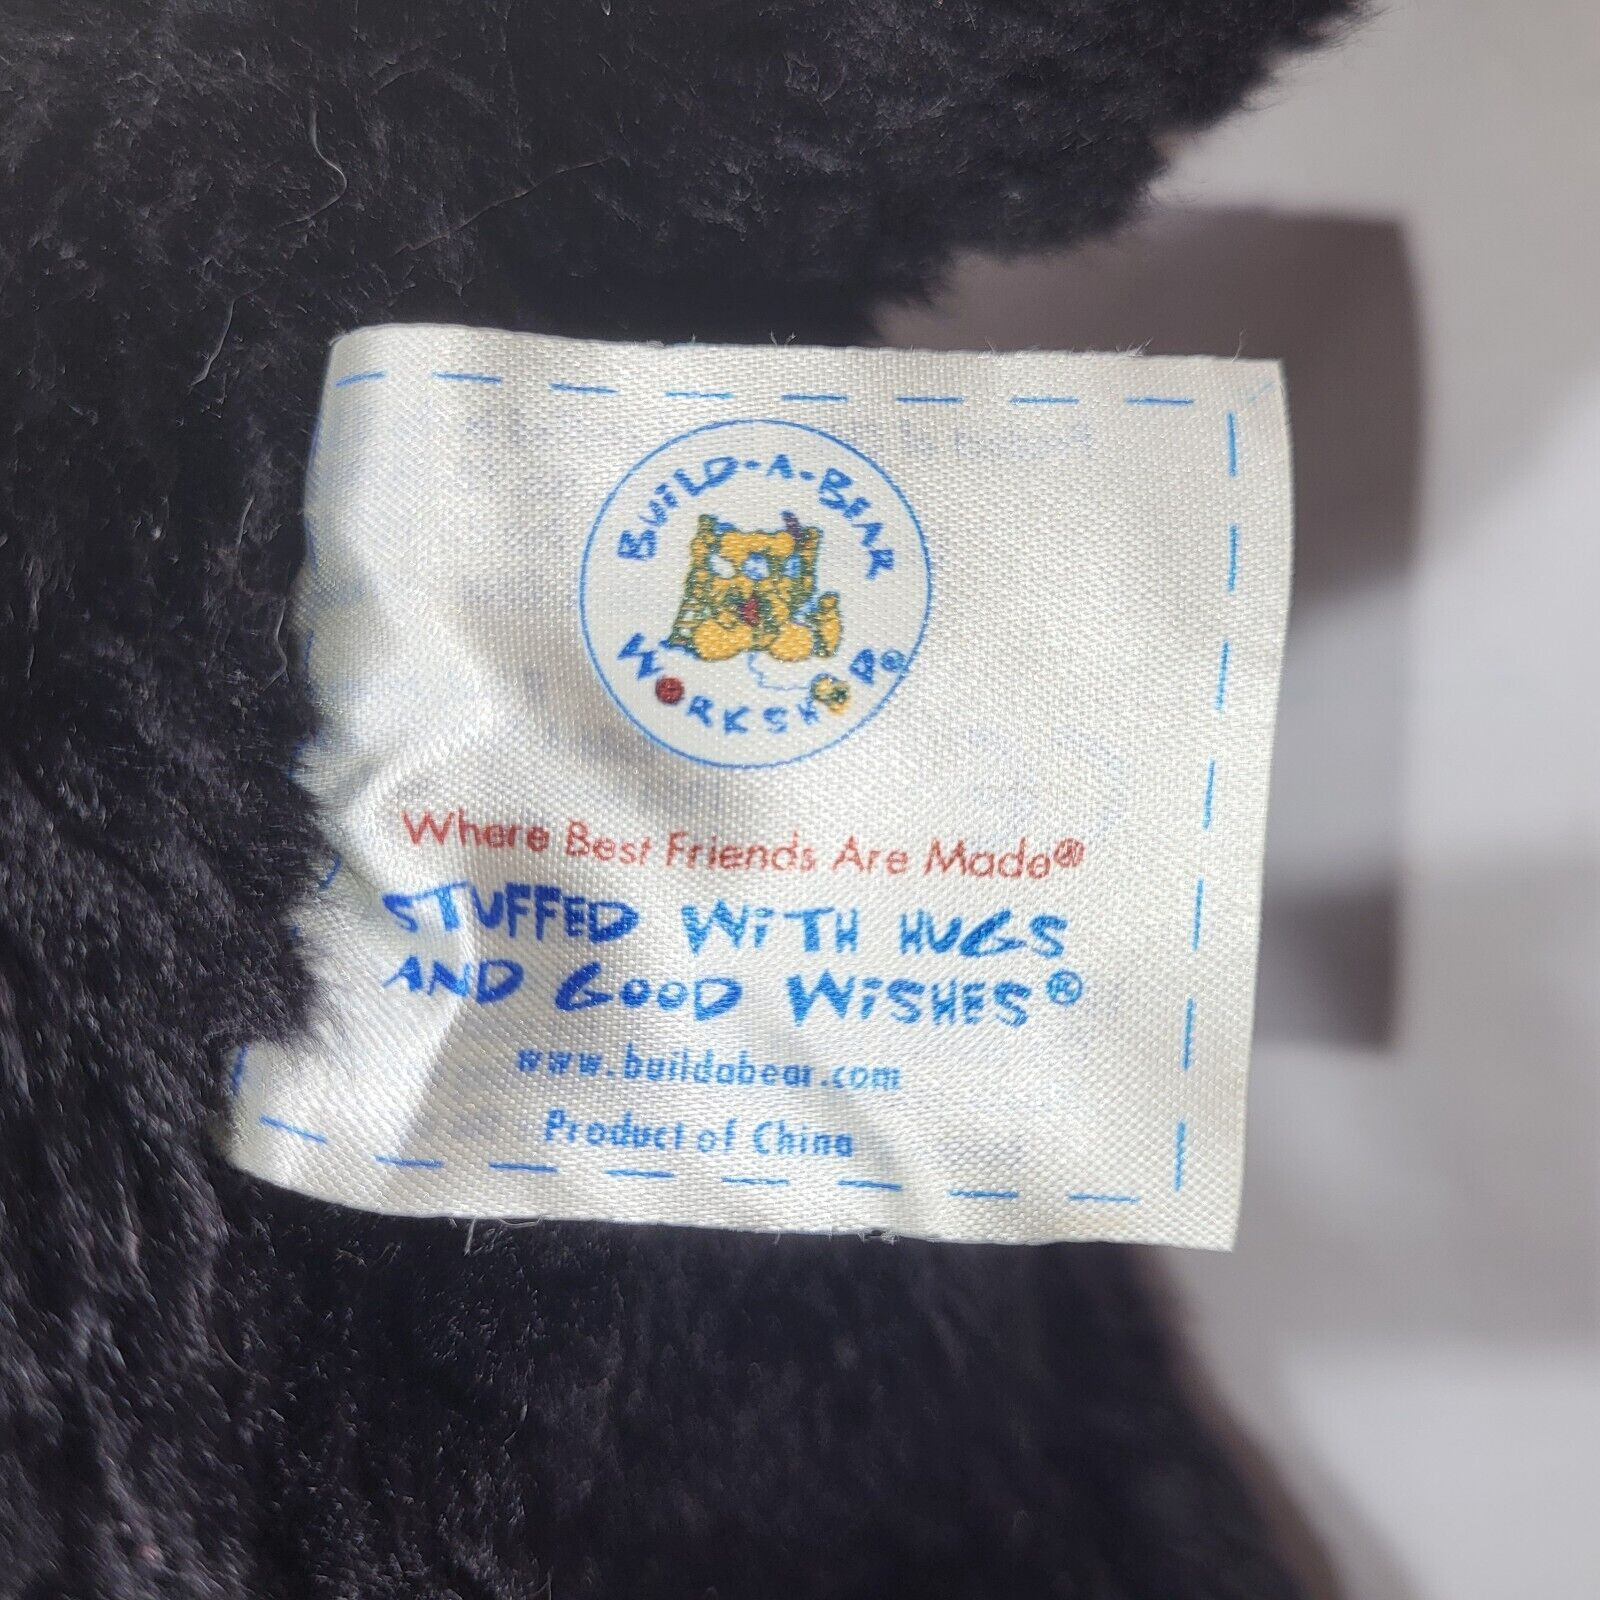 BUiLD-A-BEAR
WORKSHOP®
Where Best Friends Are Made®
STUFFED WiTH HUGS
AND GOOD WiSHES®
www.buildabear.com
Product of China